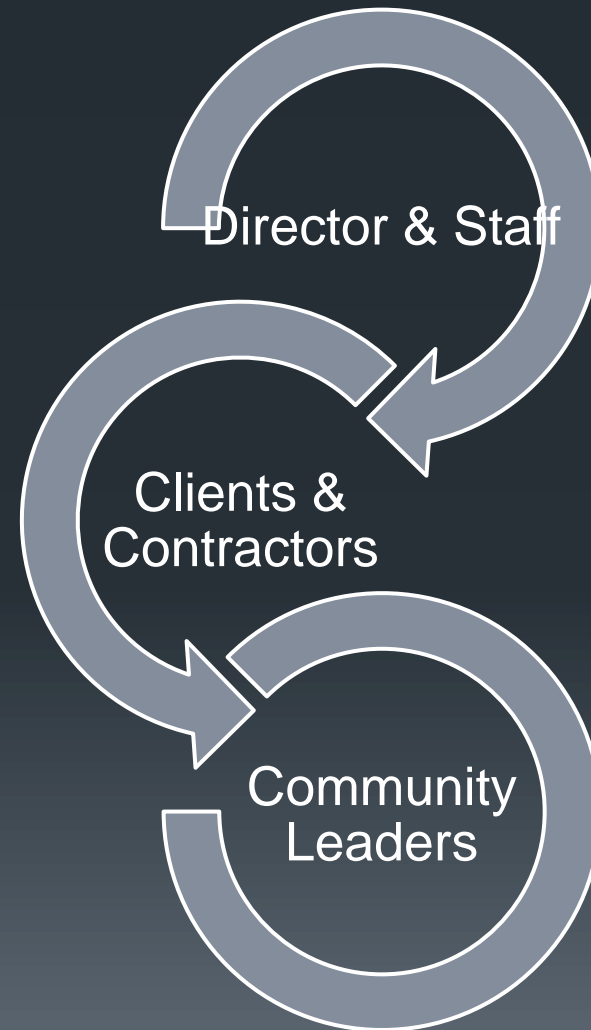 Director & Staff
Clients &
Contractors
Community
Leaders